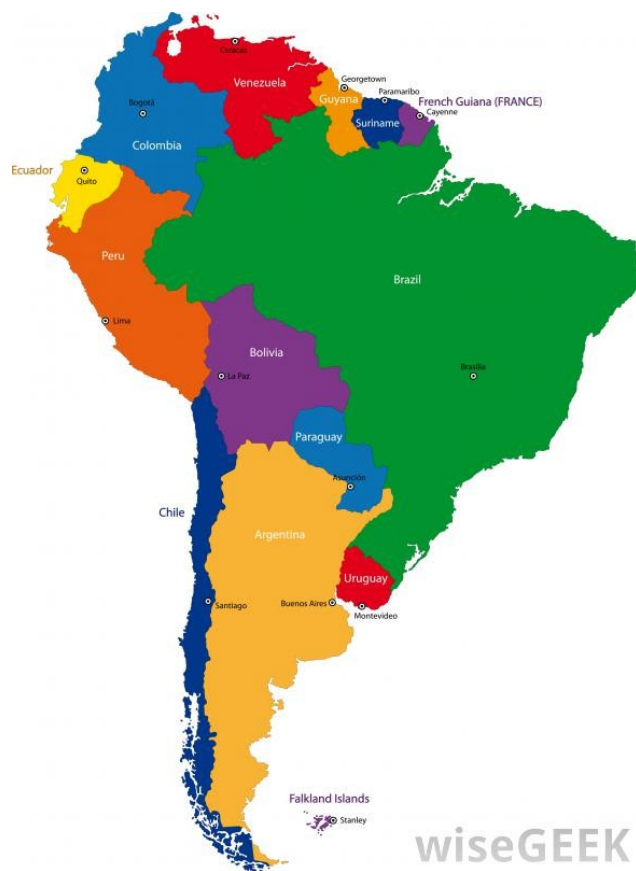 Caracas
Venezuela
Georgetown
Guyana
Paramaribo
French Guiana (FRANCE)
Bogotá
Suriname
Cayenne
Colombia
Ecuador
Quito
Peru
Brazil
Lima
Bolivia
La Paz
Brasília
Paraguay
Asunción
Chile
Argentina
Uruguay
Santiago
Buenos Aires
Montevideo
Falkland Islands
Stanley
wiseGEEK